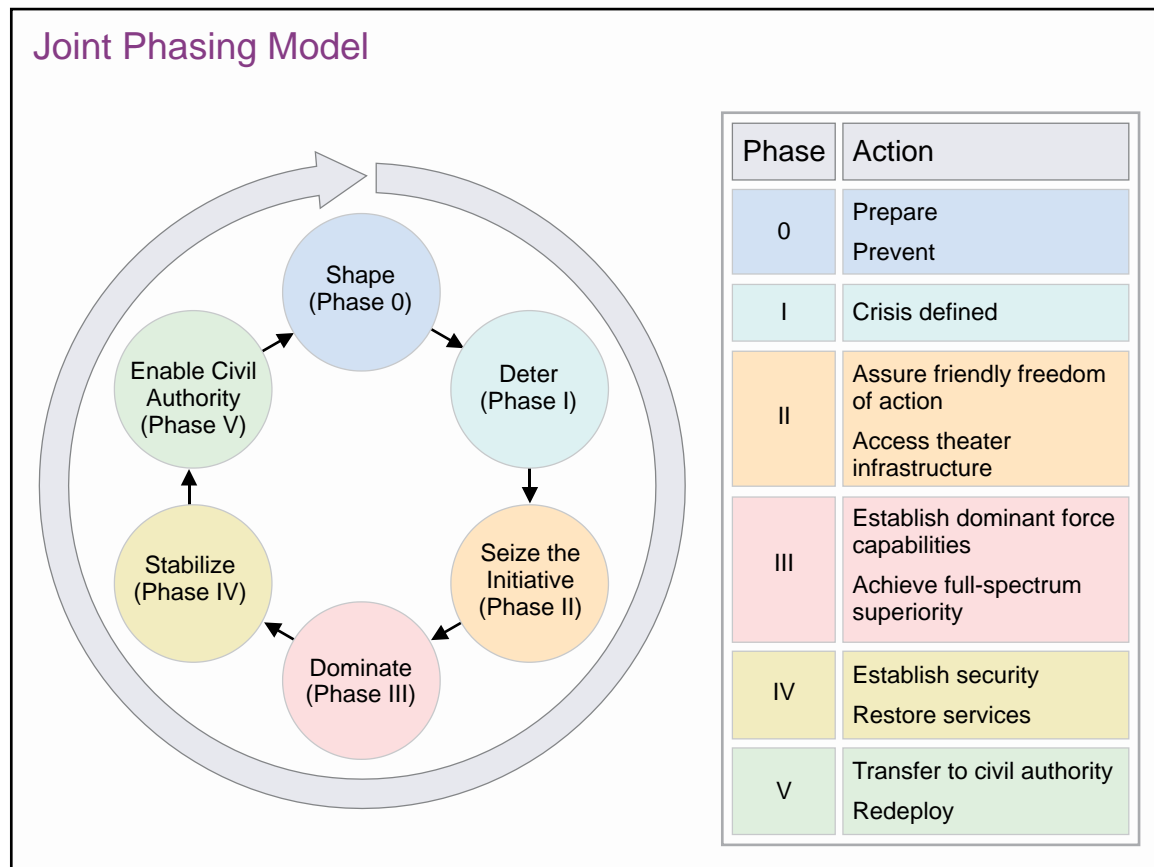 Joint Phasing Model
Shape
(Phase 0)
Deter
(Phase I)
Seize the
Initiative
(Phase II)
Dominate
(Phase III)
Stabilize
(Phase IV)
Enable Civil
Authority
(Phase V)
Phase Action
0
Prepare
Prevent
I
Crisis defined
II
Assure friendly freedom
of action
Access theater
infrastructure
III
Establish dominant force
capabilities
Achieve full-spectrum
superiority
IV
Establish security
Restore services
V
Transfer to civil authority
Redeploy